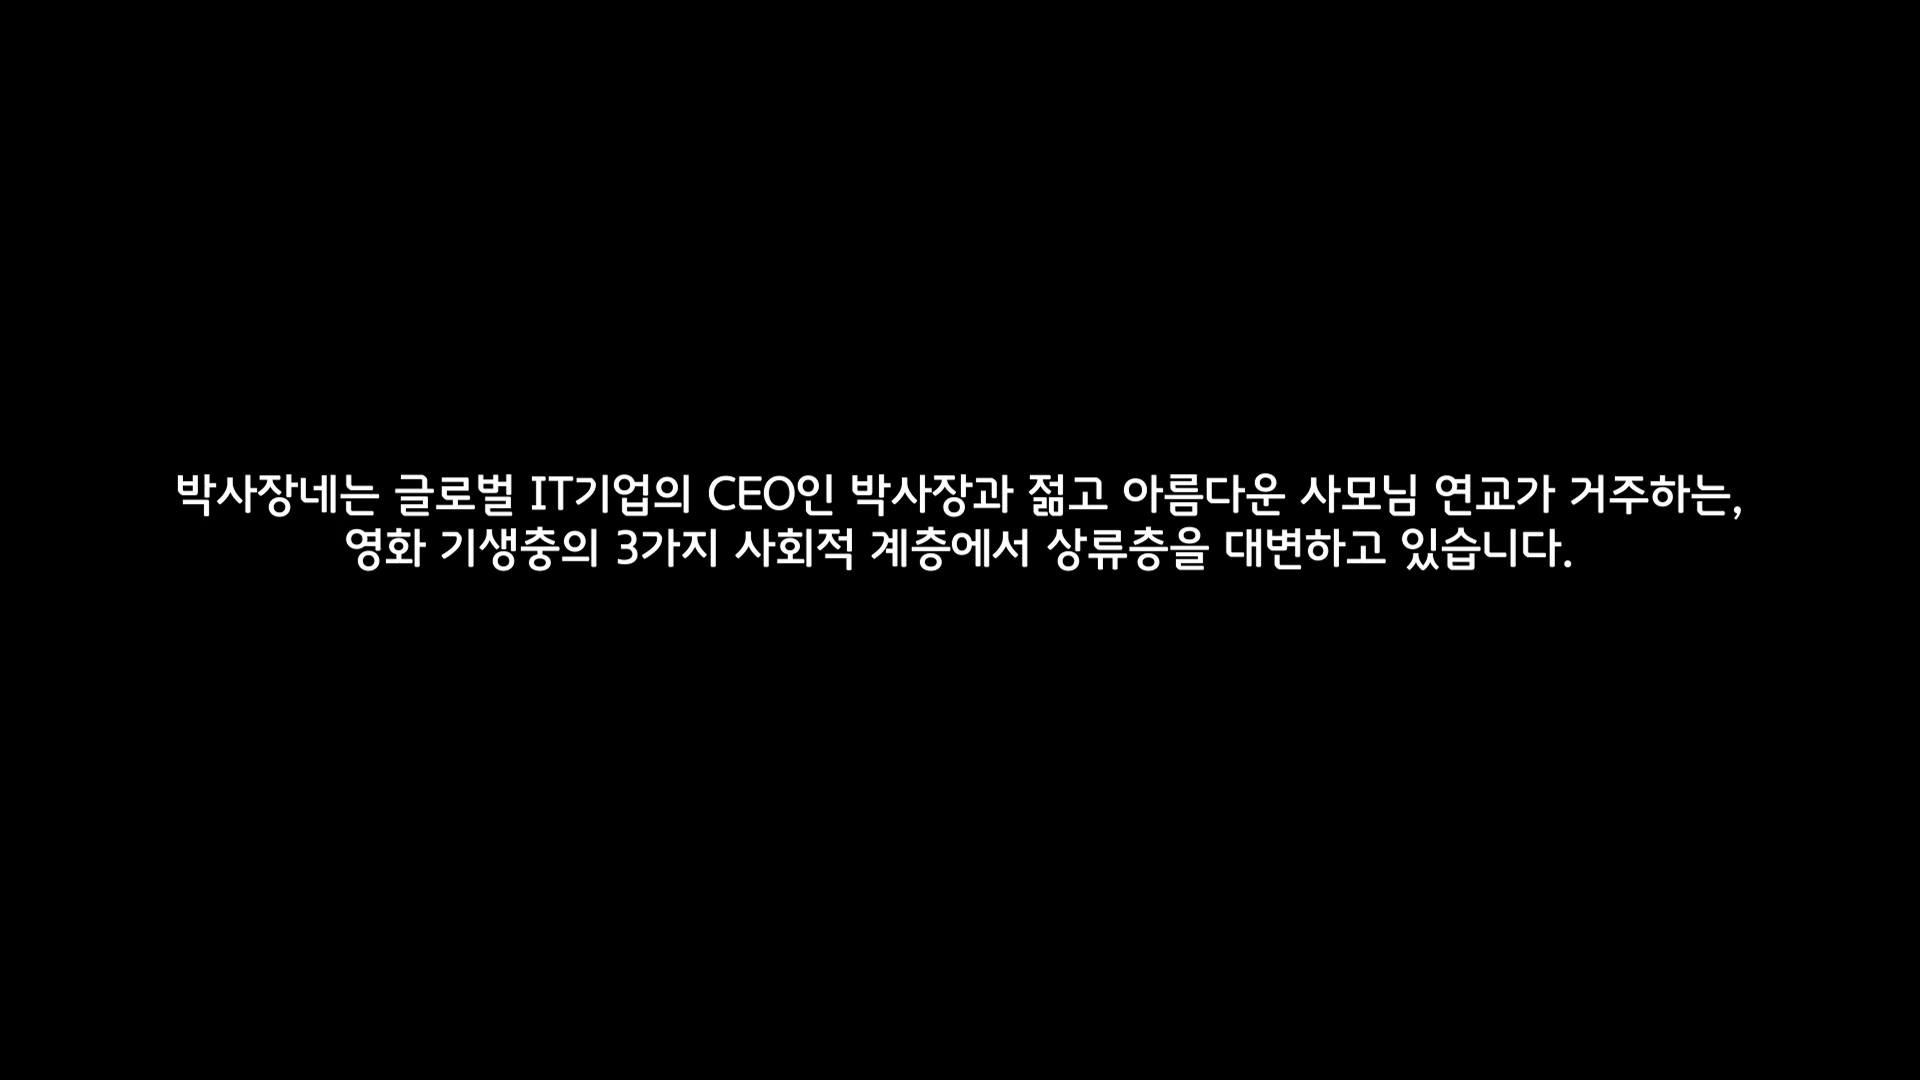 박사장네는 글로벌 IT기업의 CEO인 박사장과 젊고 아름다운 사모님 연교가 거주하는,
영화 기생충의 3가지 사회적 계층에서 상류층을 대변하고 있습니다.